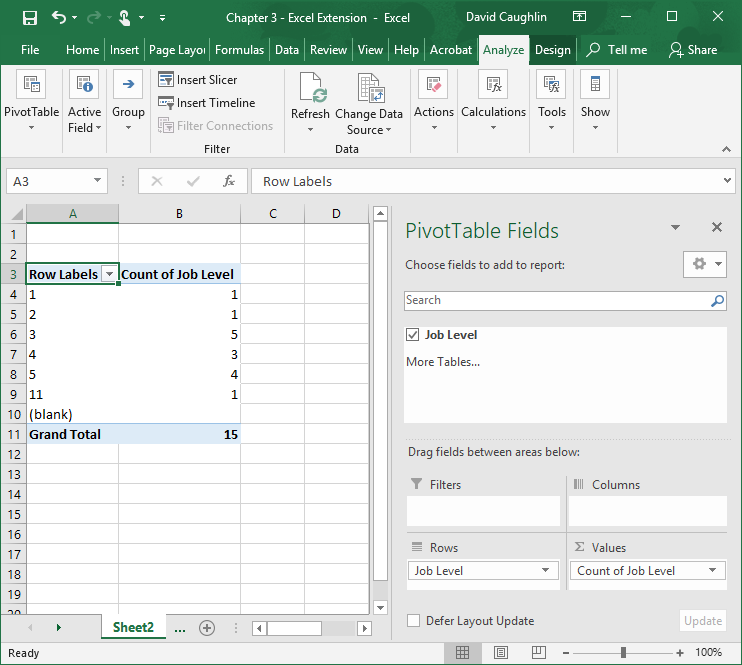 Chapter 3 - Excel Extension - Excel David Caughlin
File Home Insert Page Layou Formulas Data Review View Help Acrobat Analyze Design Tell me Share
PivotTable Active Field Group
Insert Slicer
Insert Timeline
Filter Connections
Filter
Refresh Change Data Source
Data
Actions Calculations Tools Show
A3 fx Row Labels
A B C D
1
2
3 Row Labels Count of Job Level
4 1 1
5 2 1
6 3 5
7 4 3
8 5 4
9 11 1
10 (blank)
11 Grand Total 15
12
13
14
15
16
17
18
19
PivotTable Fields
Choose fields to add to report:
Search
Job Level
More Tables...
Drag fields between areas below:
Filters Columns
Rows Σ Values
Job Level Count of Job Level
Defer Layout Update Update
Sheet2 ...
Ready 100%